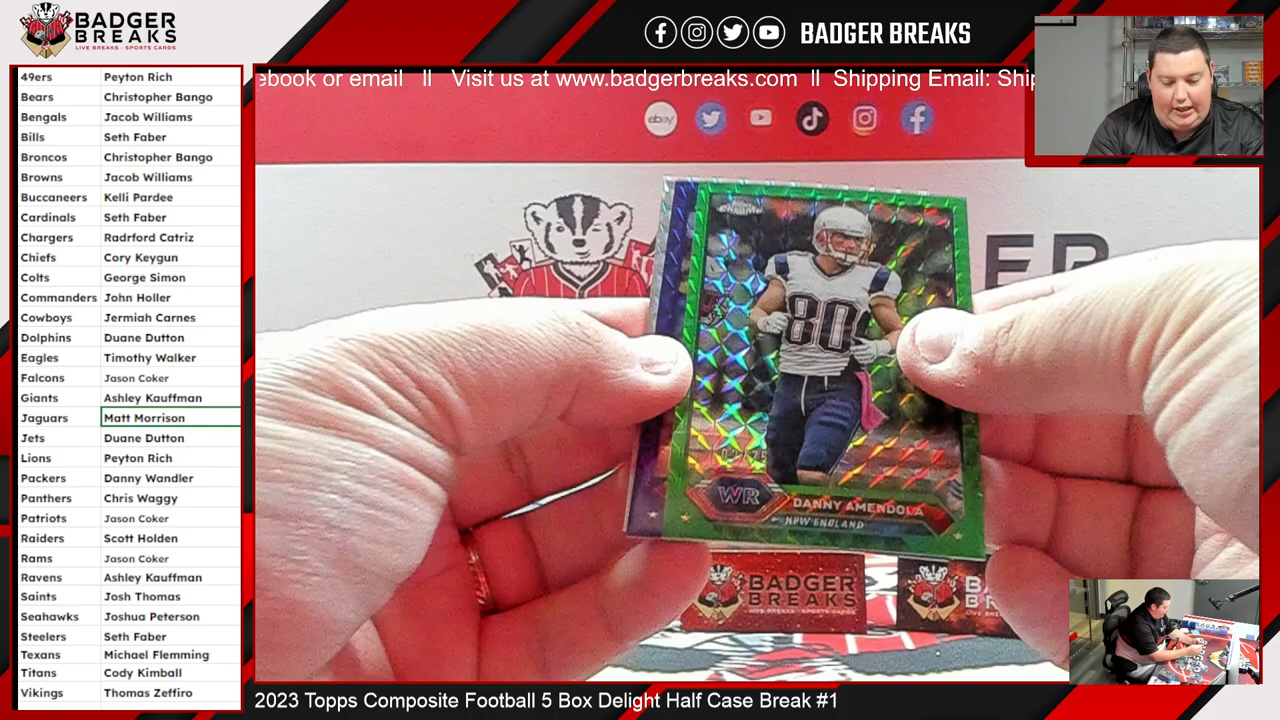 BADGER
BREAKS
LIVE BREAKS · SPORTS CARDS
BADGER BREAKS
ebook or email ll Visit us at www.badgerbreaks.com ll Shipping Email: Ship
ebay
49ers Peyton Rich
Bears Christopher Bango
Bengals Jacob Williams
Bills Seth Faber
Broncos Christopher Bango
Browns Jacob Williams
Buccaneers Kelli Pardee
Cardinals Seth Faber
Chargers Radrford Catriz
Chiefs Cory Keygun
Colts George Simon
Commanders John Holler
Cowboys Jermiah Carnes
Dolphins Duane Dutton
Eagles Timothy Walker
Falcons Jason Coker
Giants Ashley Kauffman
Jaguars Matt Morrison
Jets Duane Dutton
Lions Peyton Rich
Packers Danny Wandler
Panthers Chris Waggy
Patriots Jason Coker
Raiders Scott Holden
Rams Jason Coker
Ravens Ashley Kauffman
Saints Josh Thomas
Seahawks Joshua Peterson
Steelers Seth Faber
Texans Michael Flemming
Titans Cody Kimball
Vikings Thomas Zeffiro
80
WR
DANNY AMENDOLA
NEW ENGLAND
BADGER
BREAKS
LIVE BREAKS · SPORTS CARDS
2023 Topps Composite Football 5 Box Delight Half Case Break #1